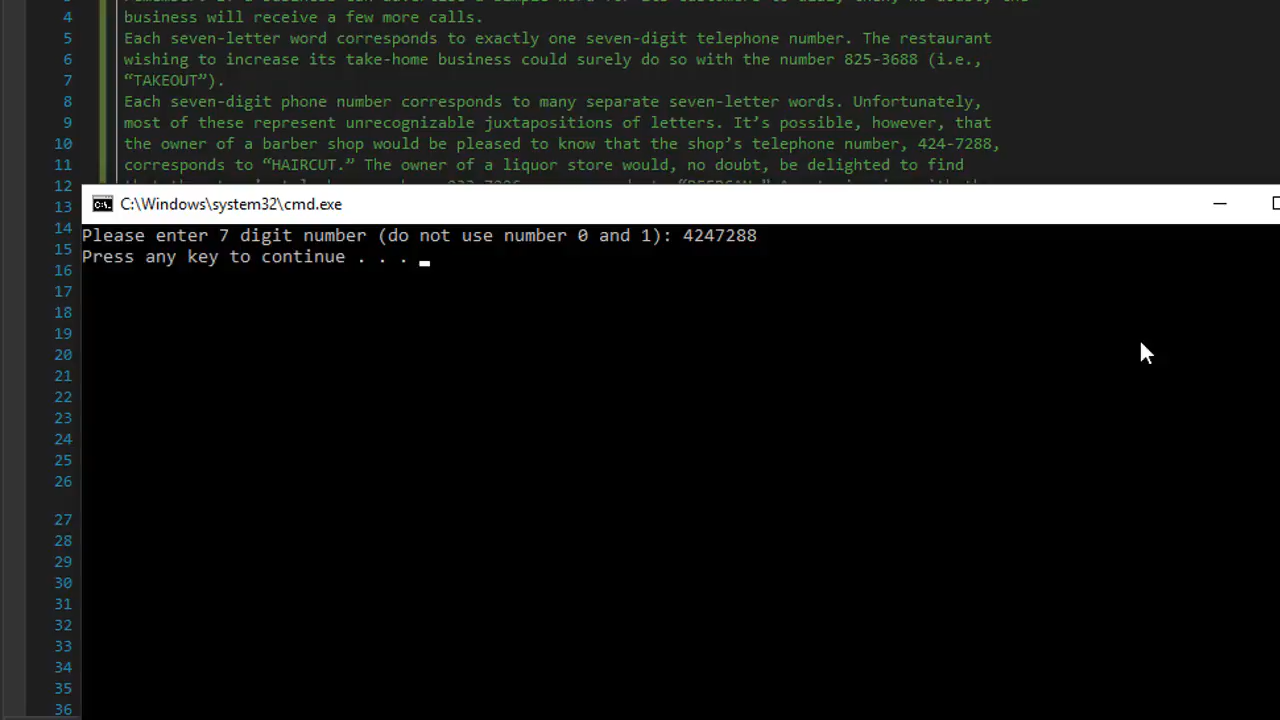 4 business will receive a few more calls.
5 Each seven-letter word corresponds to exactly one seven-digit telephone number. The restaurant
6 wishing to increase its take-home business could surely do so with the number 825-3688 (i.e.,
7 “TAKEOUT”).
8 Each seven-digit phone number corresponds to many separate seven-letter words. Unfortunately,
9 most of these represent unrecognizable juxtapositions of letters. It’s possible, however, that
10 the owner of a barber shop would be pleased to know that the shop’s telephone number, 424-7288,
11 corresponds to “HAIRCUT.” The owner of a liquor store would, no doubt, be delighted to find
12
13 C:\Windows\system32\cmd.exe
14 Please enter 7 digit number (do not use number 0 and 1): 4247288
15 Press any key to continue . . .
16
17
18
19
20
21
22
23
24
25
26
27
28
29
30
31
32
33
34
35
36